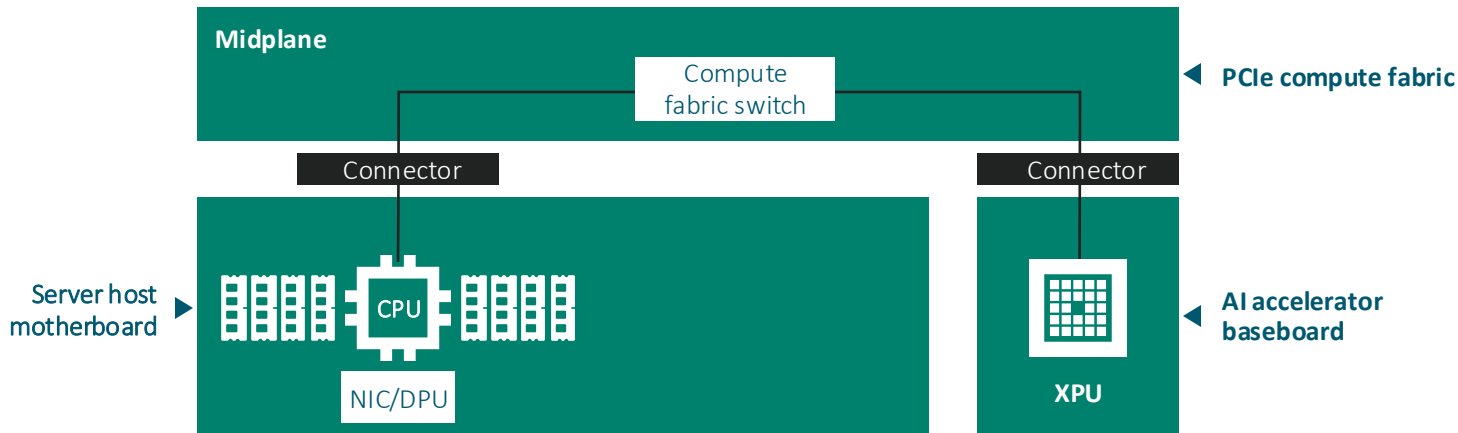 Midplane
Compute
fabric switch
PCIe compute fabric
Connector
Connector
Server host
motherboard
CPU
NIC/DPU
XPU
AI accelerator
baseboard